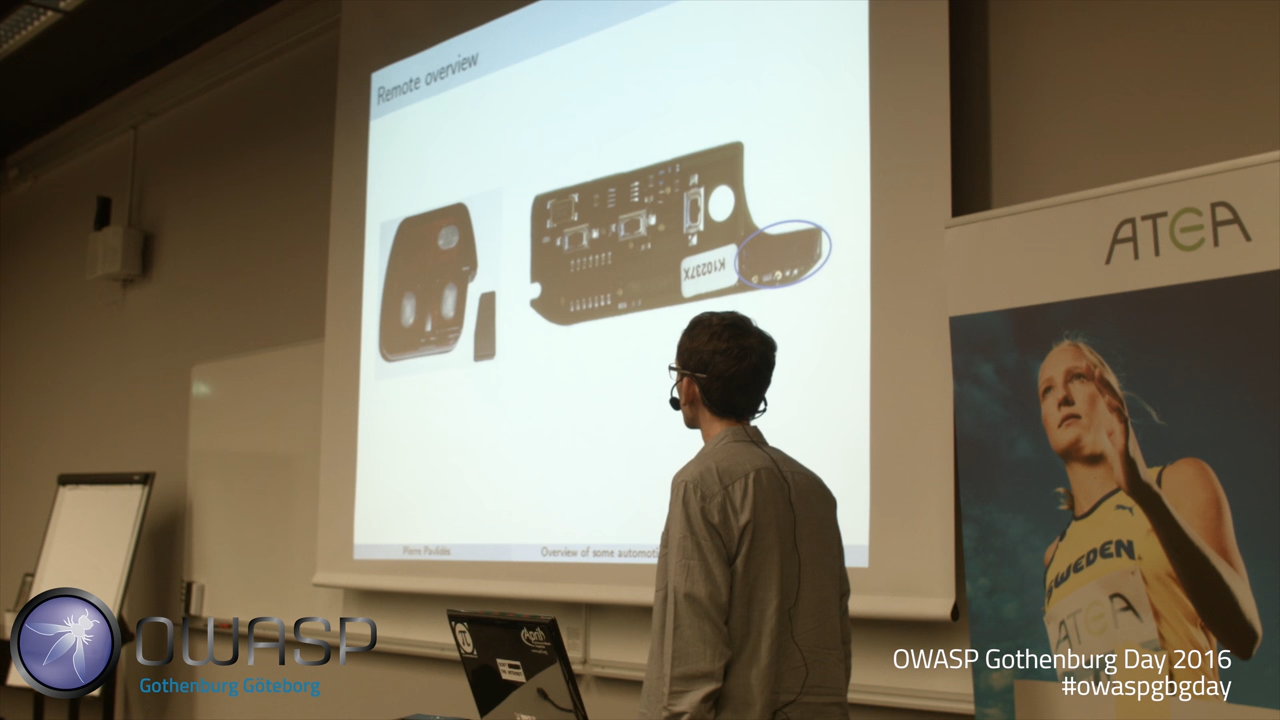 Remote overview
K10237X
Pierre Pavlidès
Overview of some automoti
ATEA
SWEDEN
ATEA
April
π
OWASP
Gothenburg Göteborg
OWASP Gothenburg Day 2016
#owaspgbgday